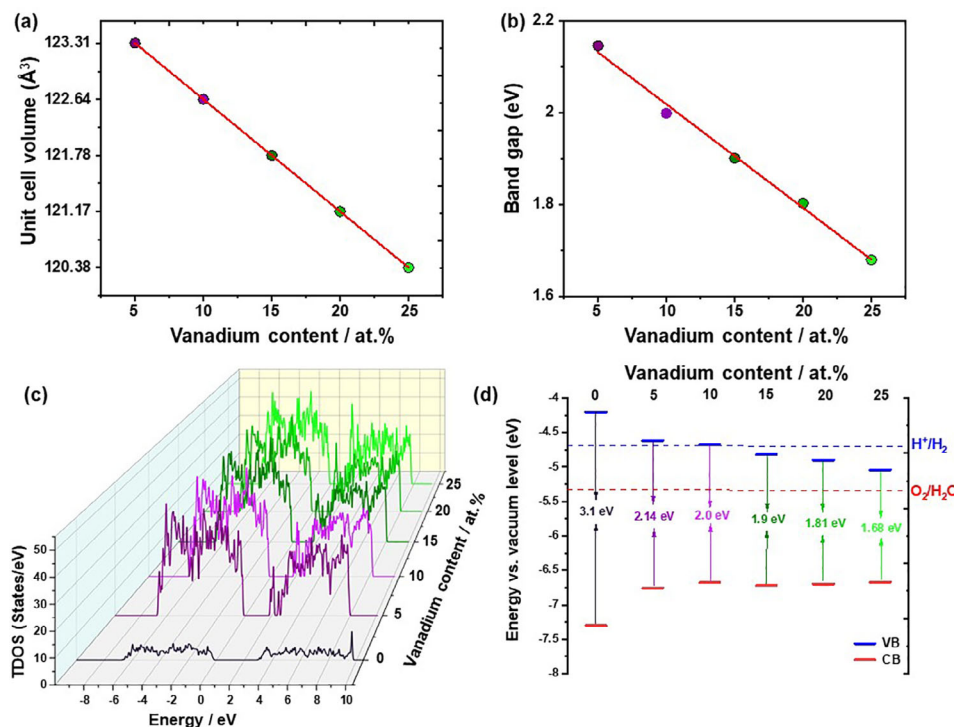 (a)
Unit cell volume (Å³)
123.31
122.64
121.78
121.17
120.38
5 10 15 20 25
Vanadium content / at.%
(b)
Band gap (eV)
2.2
2
1.8
1.6
5 10 15 20 25
Vanadium content / at.%
(c)
TDOS (States/eV)
50
40
30
20
10
0
-8 -6 -4 -2 0 2 4 6 8 10
Energy / eV
0
5
10
15
20
25
Vanadium content / at.%
(d)
Vanadium content / at.%
0 5 10 15 20 25
Energy vs. vacuum level (eV)
-4
-4.5
-5
-5.5
-6
-6.5
-7
-7.5
-8
H⁺/H₂
O₂/H₂O
3.1 eV
2.14 eV
2.0 eV
1.9 eV
1.81 eV
1.68 eV
VB
CB